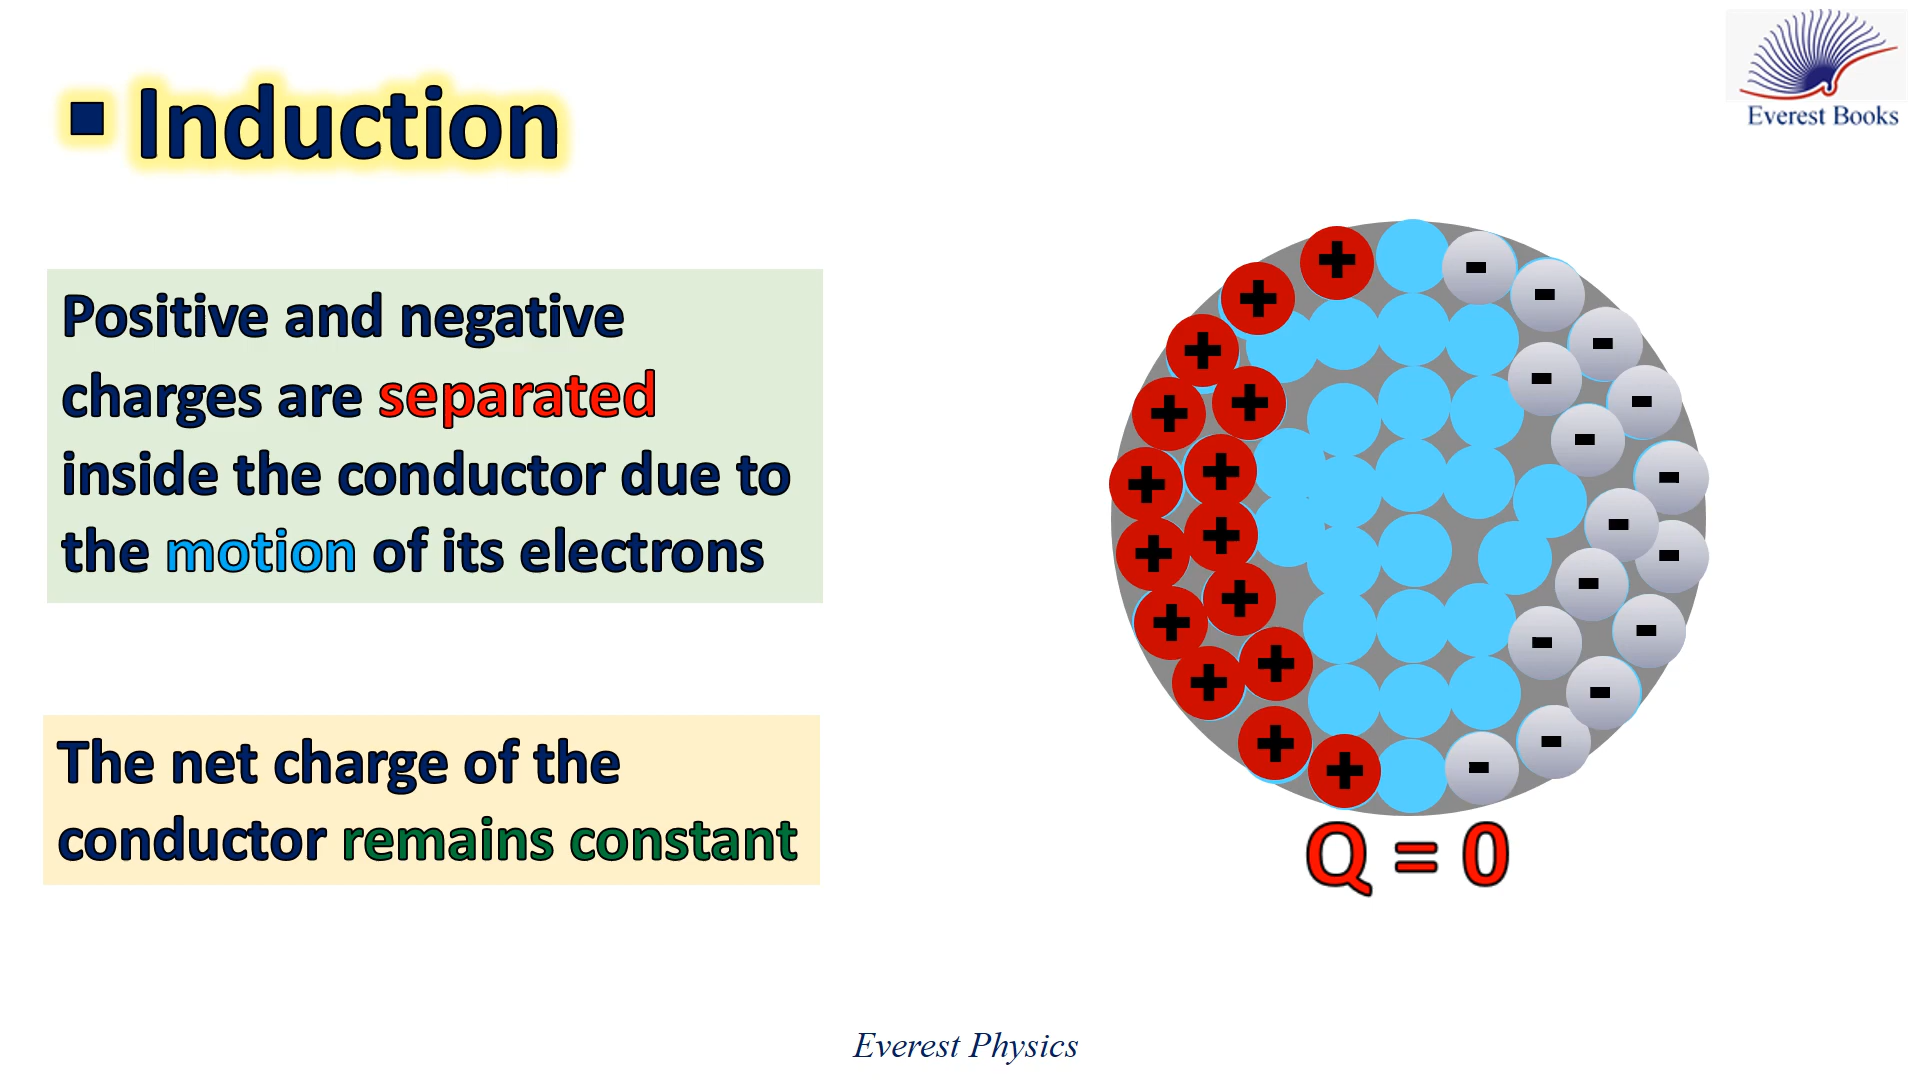 ▪ Induction
Everest Books
Positive and negative
charges are separated
inside the conductor due to
the motion of its electrons
The net charge of the
conductor remains constant
+ - + - + - - + - + + - + - + - + - - + - + - + - + - + - + -
Q = 0
Everest Physics